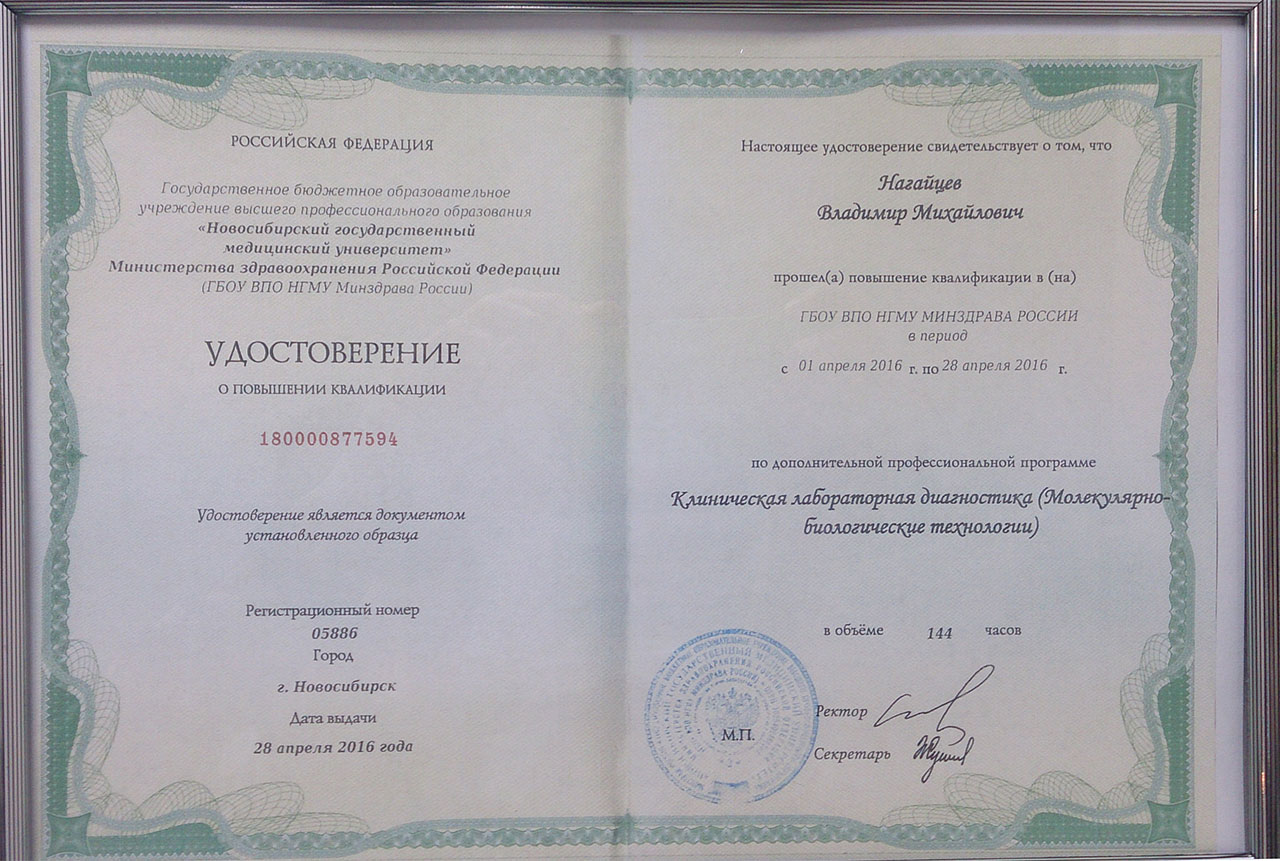 РОССИЙСКАЯ ФЕДЕРАЦИЯ
Государственное бюджетное образовательное
учреждение высшего профессионального образования
«Новосибирский государственный
медицинский университет»
Министерства здравоохранения Российской Федерации
(ГБОУ ВПО НГМУ Минздрава России)
УДОСТОВЕРЕНИЕ
О ПОВЫШЕНИИ КВАЛИФИКАЦИИ
180000877594
Удостоверение является документом
установленного образца
Регистрационный номер
05886
Город
г. Новосибирск
Дата выдачи
28 апреля 2016 года
Настоящее удостоверение свидетельствует о том, что
Нагайцев
Владимир Михайлович
прошел(а) повышение квалификации в (на)
ГБОУ ВПО НГМУ МИНЗДРАВА РОССИИ
в период
с 01 апреля 2016 г. по 28 апреля 2016 г.
по дополнительной профессиональной программе
Клиническая лабораторная диагностика (Молекулярно-
биологические технологии)
в объёме 144 часов
Ректор
М.П.
Секретарь